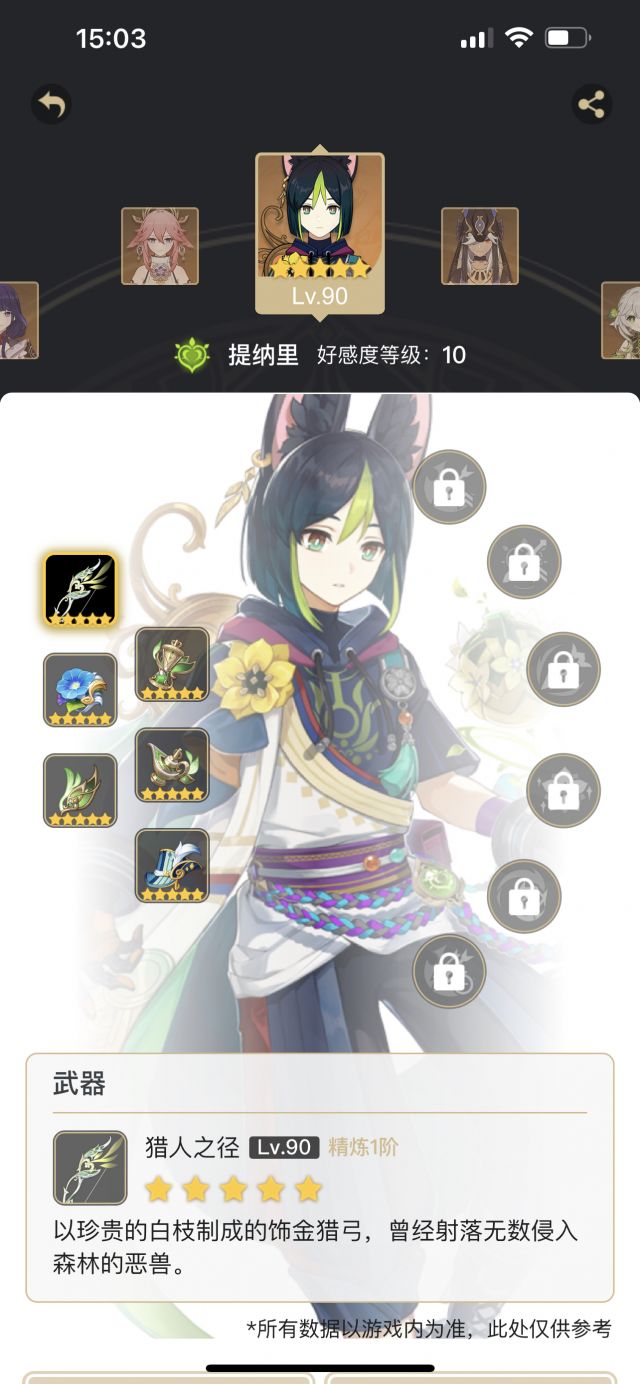 15:03
Lv.90
提纳里 好感度等级：10
武器
猎人之径 Lv.90 精炼1阶
以珍贵的白枝制成的饰金猎弓，曾经射落无数侵入
森林的恶兽。
*所有数据以游戏内为准，此处仅供参考